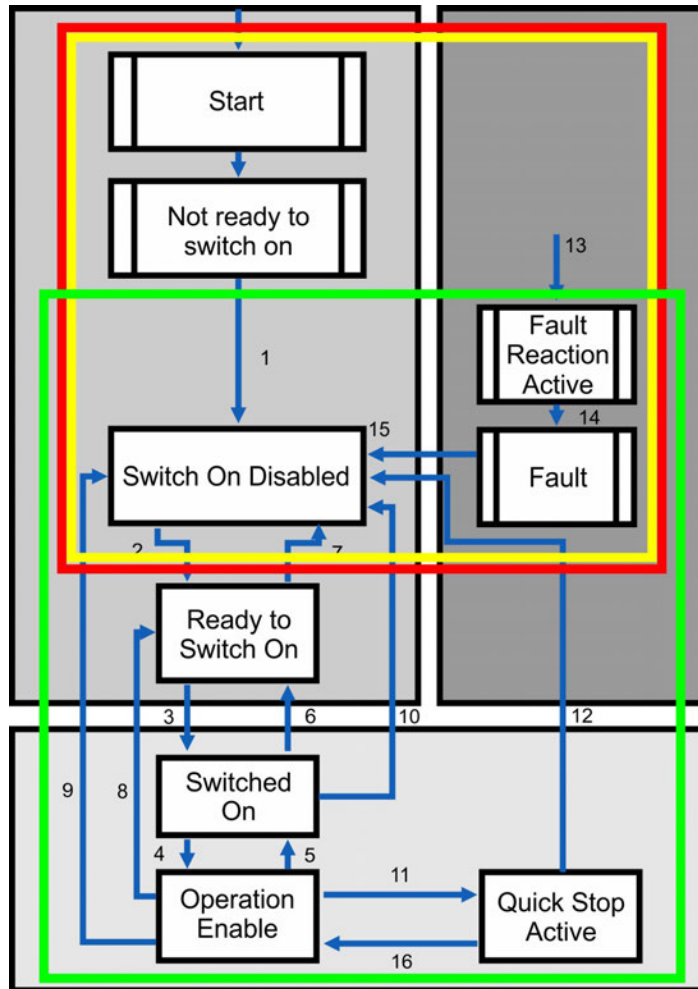 Start
Not ready to
switch on
13
Fault
Reaction
Active
1
14
15
Switch On Disabled
Fault
2
7
Ready to
Switch On
3
6
10
12
Switched
On
9
8
4
5
11
Operation
Enable
Quick Stop
Active
16